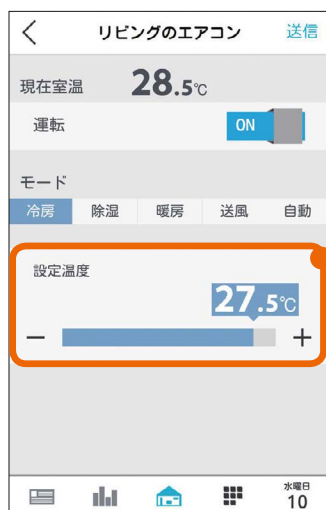 リビングのエアコン 送信
現在室温 28.5℃
運転 ON
モード
冷房 除湿 暖房 送風 自動
設定温度
27.5℃
− +
水曜日
10